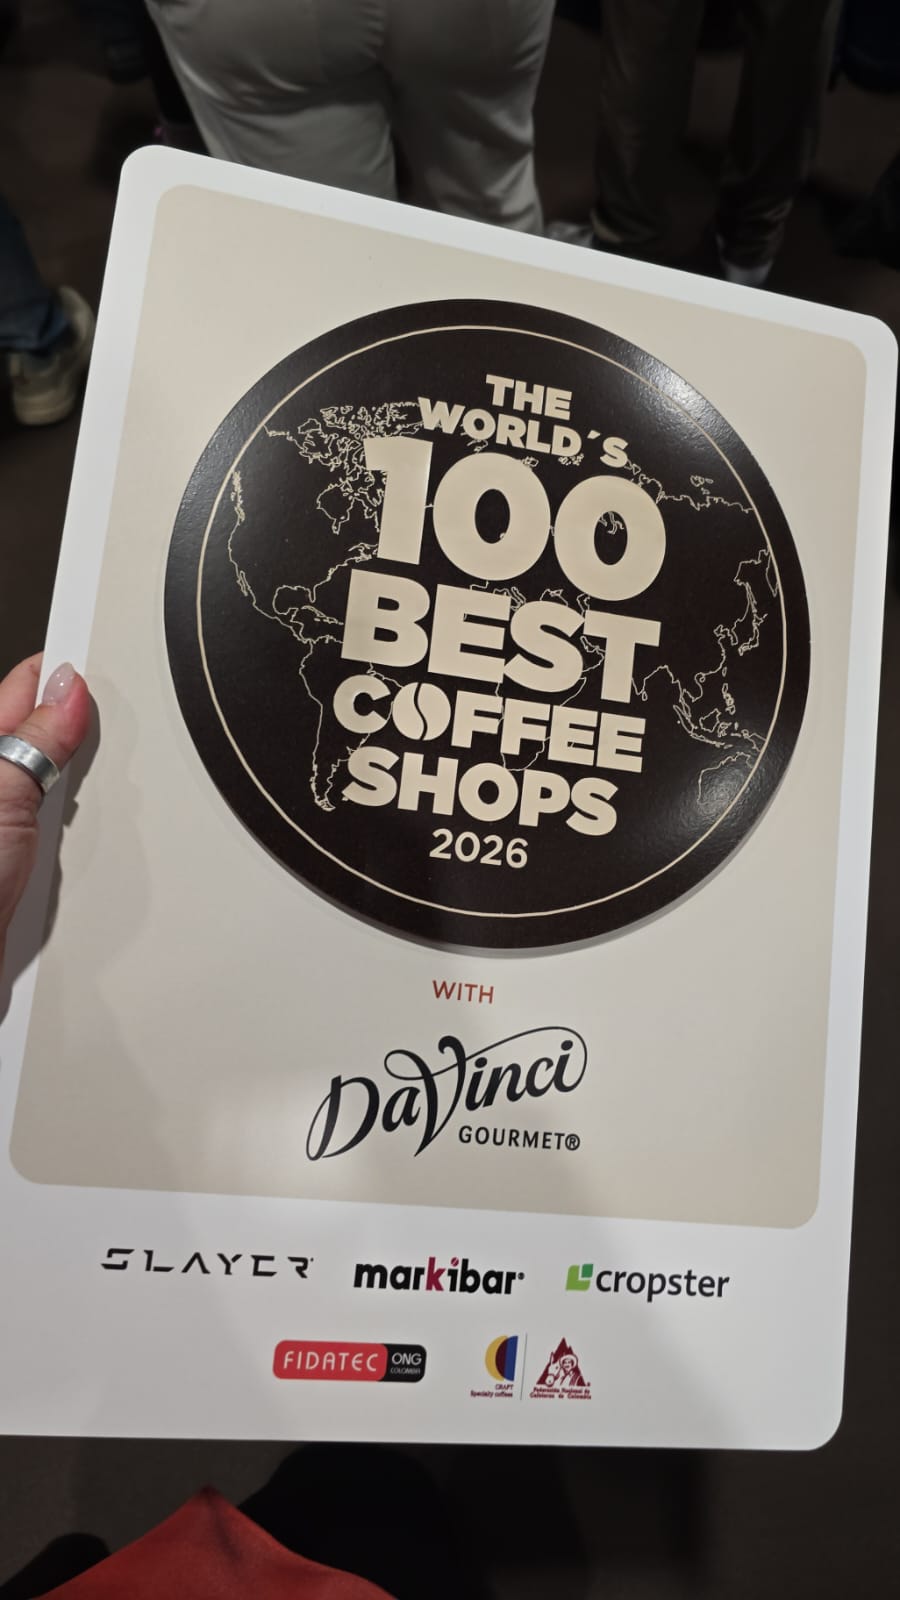 THE
WORLD´S
100
BEST
COFFEE
SHOPS
2026
WITH
DaVinci
GOURMET®
SLAYER
markibar
cropster
FIDATEC ONG
COLOMBIA
CRAFT
Specialty coffees
Federación Nacional de
Cafeteros de Colombia